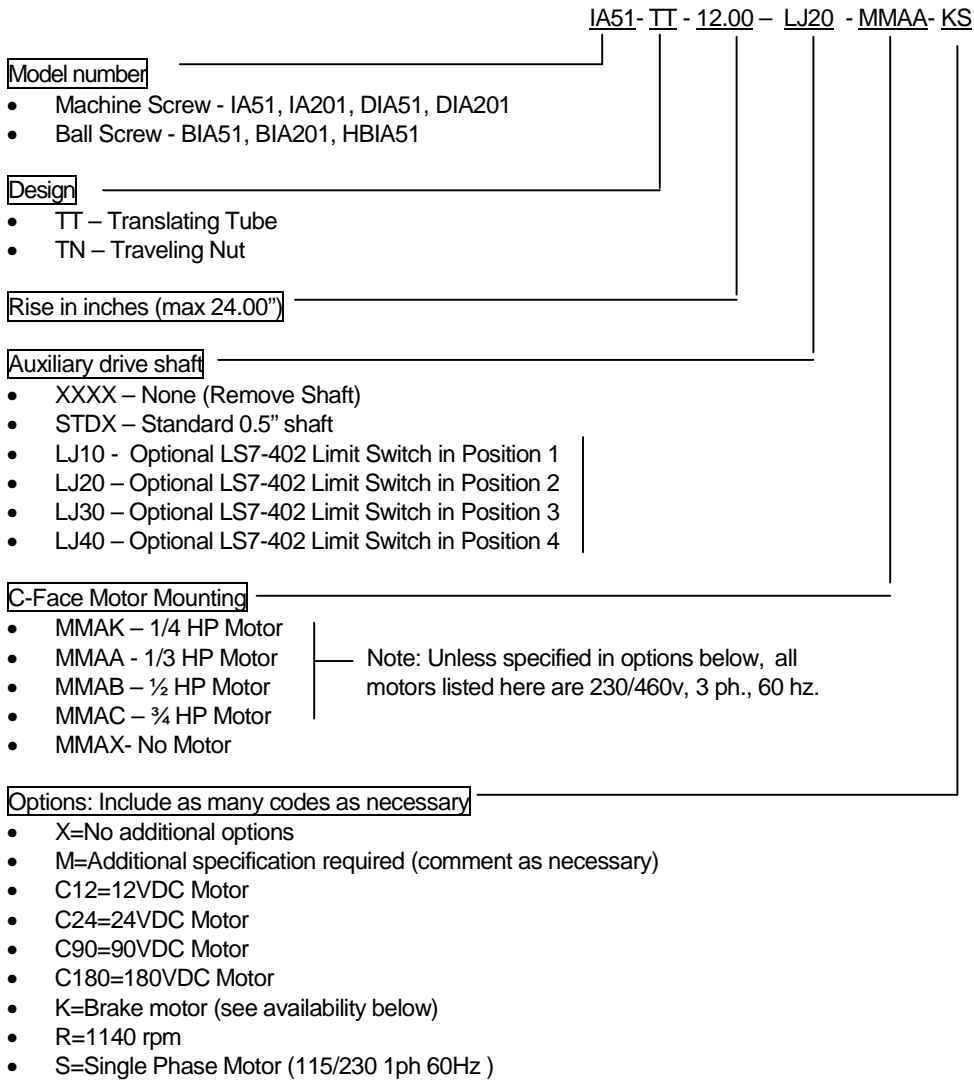 IA51- TT - 12.00 – LJ20 - MMAA- KS
Model number
• Machine Screw - IA51, IA201, DIA51, DIA201
• Ball Screw - BIA51, BIA201, HBIA51
Design
• TT – Translating Tube
• TN – Traveling Nut
Rise in inches (max 24.00”)
Auxiliary drive shaft
• XXXX – None (Remove Shaft)
• STDX – Standard 0.5” shaft
• LJ10 - Optional LS7-402 Limit Switch in Position 1
• LJ20 – Optional LS7-402 Limit Switch in Position 2
• LJ30 – Optional LS7-402 Limit Switch in Position 3
• LJ40 – Optional LS7-402 Limit Switch in Position 4
C-Face Motor Mounting
• MMAK – 1/4 HP Motor
• MMAA - 1/3 HP Motor
• MMAB – ½ HP Motor
• MMAC – ¾ HP Motor
• MMAX- No Motor
Note: Unless specified in options below, all
motors listed here are 230/460v, 3 ph., 60 hz.
Options: Include as many codes as necessary
• X=No additional options
• M=Additional specification required (comment as necessary)
• C12=12VDC Motor
• C24=24VDC Motor
• C90=90VDC Motor
• C180=180VDC Motor
• K=Brake motor (see availability below)
• R=1140 rpm
• S=Single Phase Motor (115/230 1ph 60Hz )